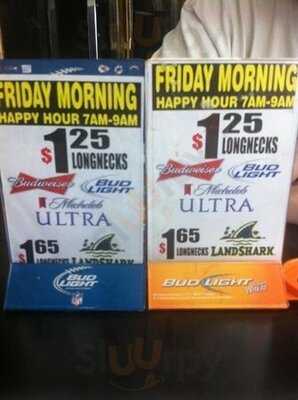 FRIDAY MORNING
HAPPY HOUR 7AM-9AM
$1 25
LONGNECKS
Budweiser BUD LIGHT
Michelob
ULTRA
$1 65
LONGNECKS LANDSHARK
BUD LIGHT
NFL
FRIDAY MORNING
HAPPY HOUR 7AM-9AM
$1 25
LONGNECKS
Budweiser BUD LIGHT
Michelob
ULTRA
$1 65
LONGNECKS LANDSHARK
BUD LIGHT